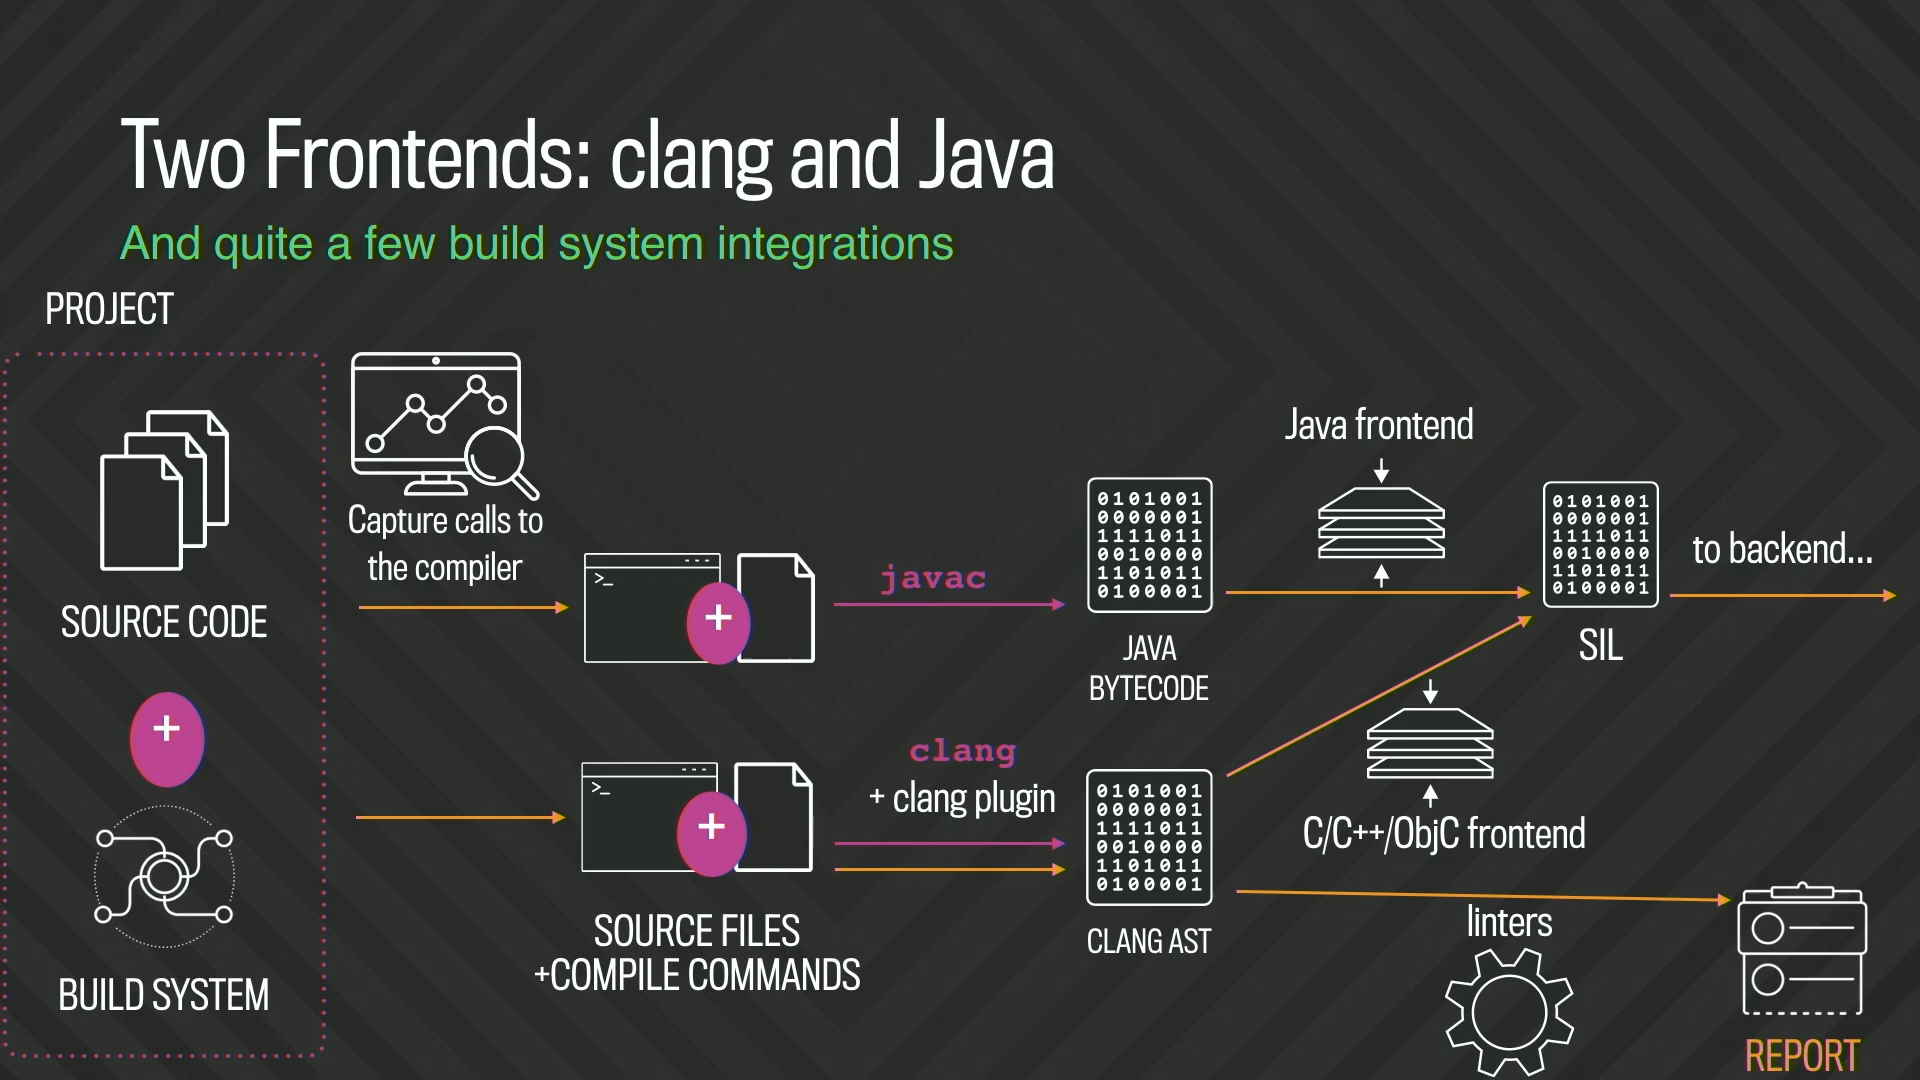 Two Frontends: clang and Java
And quite a few build system integrations
PROJECT
SOURCE CODE
+
BUILD SYSTEM
Capture calls to
the compiler
>_
+
javac
0101001
0000001
1111011
0010000
1101011
0100001
JAVA
BYTECODE
Java frontend
0101001
0000001
1111011
0010000
1101011
0100001
SIL
to backend...
>_
+
SOURCE FILES
+COMPILE COMMANDS
clang
+ clang plugin
0101001
0000001
1111011
0010000
1101011
0100001
CLANG AST
C/C++/ObjC frontend
linters
REPORT